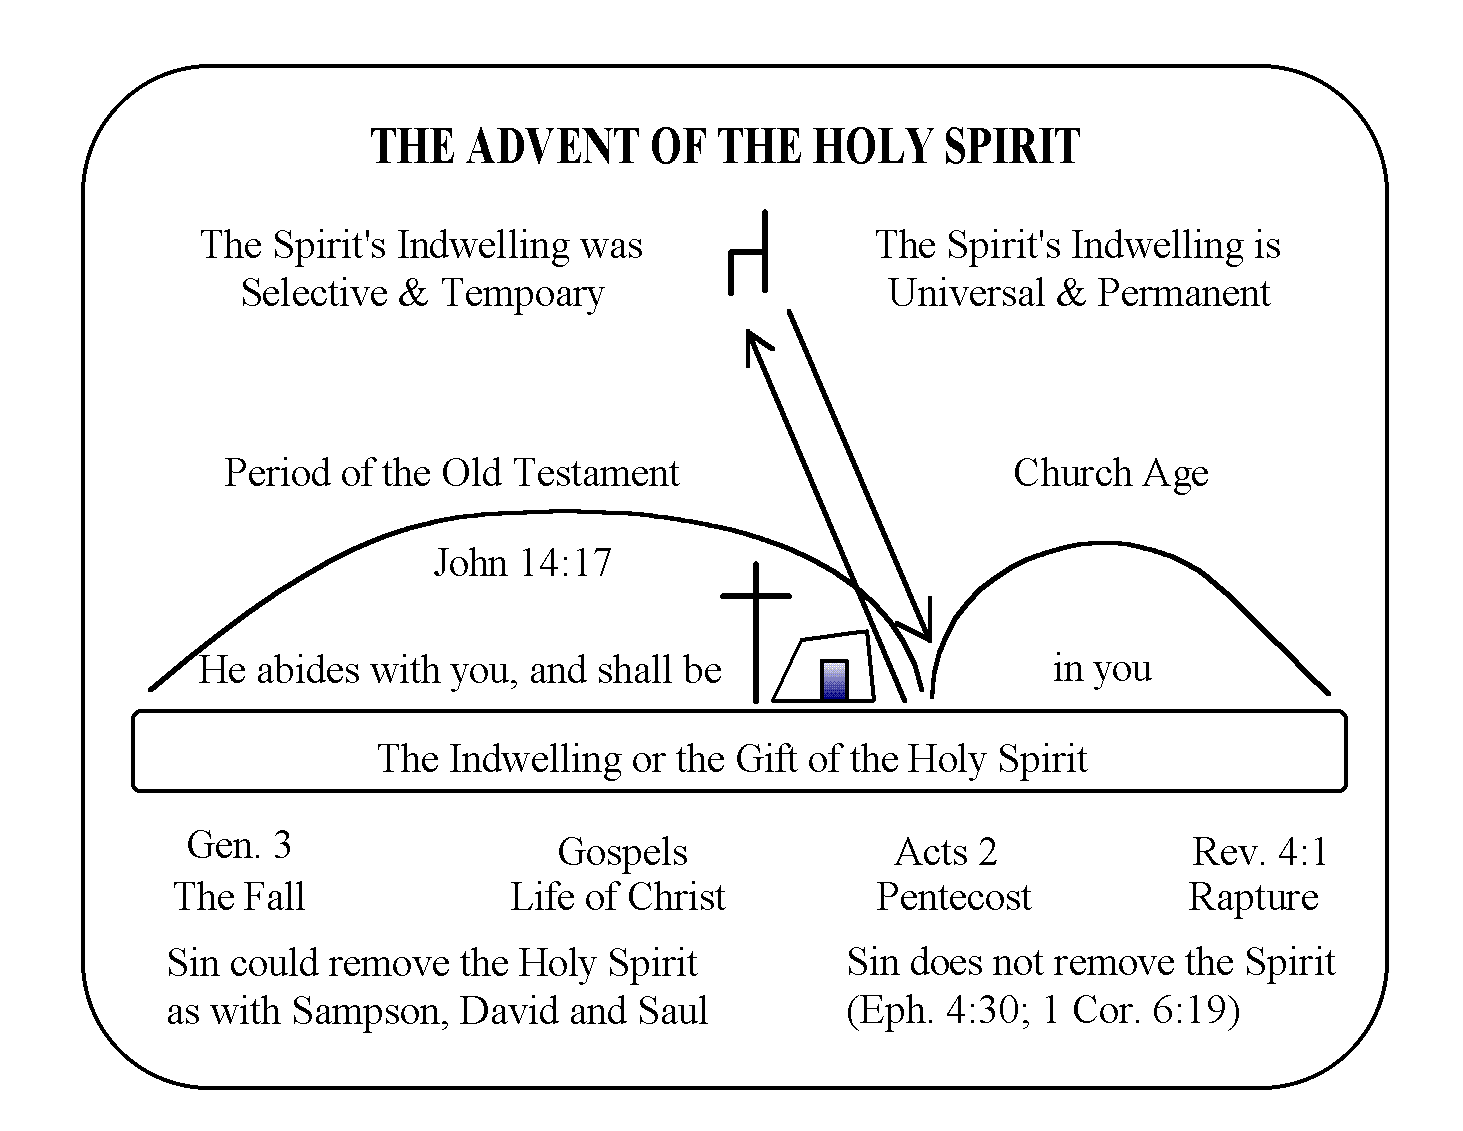 THE ADVENT OF THE HOLY SPIRIT
The Spirit's Indwelling was
Selective & Tempoary
The Spirit's Indwelling is
Universal & Permanent
Period of the Old Testament
Church Age
John 14:17
He abides with you, and shall be
in you
The Indwelling or the Gift of the Holy Spirit
Gen. 3
The Fall
Gospels
Life of Christ
Acts 2
Pentecost
Rev. 4:1
Rapture
Sin could remove the Holy Spirit
as with Sampson, David and Saul
Sin does not remove the Spirit
(Eph. 4:30; 1 Cor. 6:19)